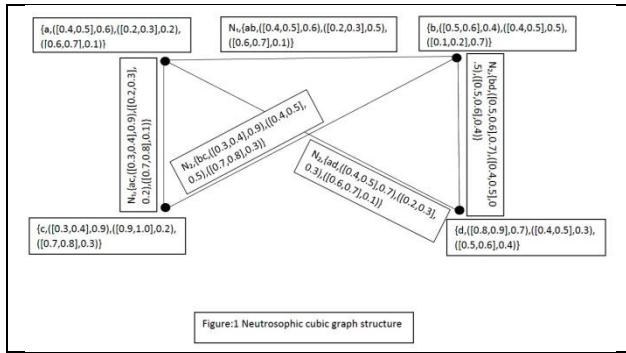 {a,([0.4,0.5],0.6),([0.2,0.3],0.2),
([0.6,0.7],0.1)}
N₁,{ab,([0.4,0.5],0.6),([0.2,0.3],0.5),
([0.6,0.7],0.1)}
{b,([0.5,0.6],0.4),([0.4,0.5],0.5),
([0.1,0.2],0.7)}
N₁,{ac,([0.3,0.4],0.9),([0.2,0.3],
0.2),([0.7,0.8],0.1)}
N₂,{bc,([0.3,0.4],0.9),([0.4,0.5],
0.5),([0.7,0.8],0.3)}
N₂,{ad,([0.4,0.5],0.7),([0.2,0.3],
0.3),([0.6,0.7],0.1)}
N₂,{bd,([0.5,0.6],0.7),([0.4,0.5],0
.5),([0.5,0.6],0.4)}
{c,([0.3,0.4],0.9),([0.9,1.0],0.2),
([0.7,0.8],0.3)}
{d,([0.8,0.9],0.7),([0.4,0.5],0.3),
([0.5,0.6],0.4)}
Figure:1 Neutrosophic cubic graph structure